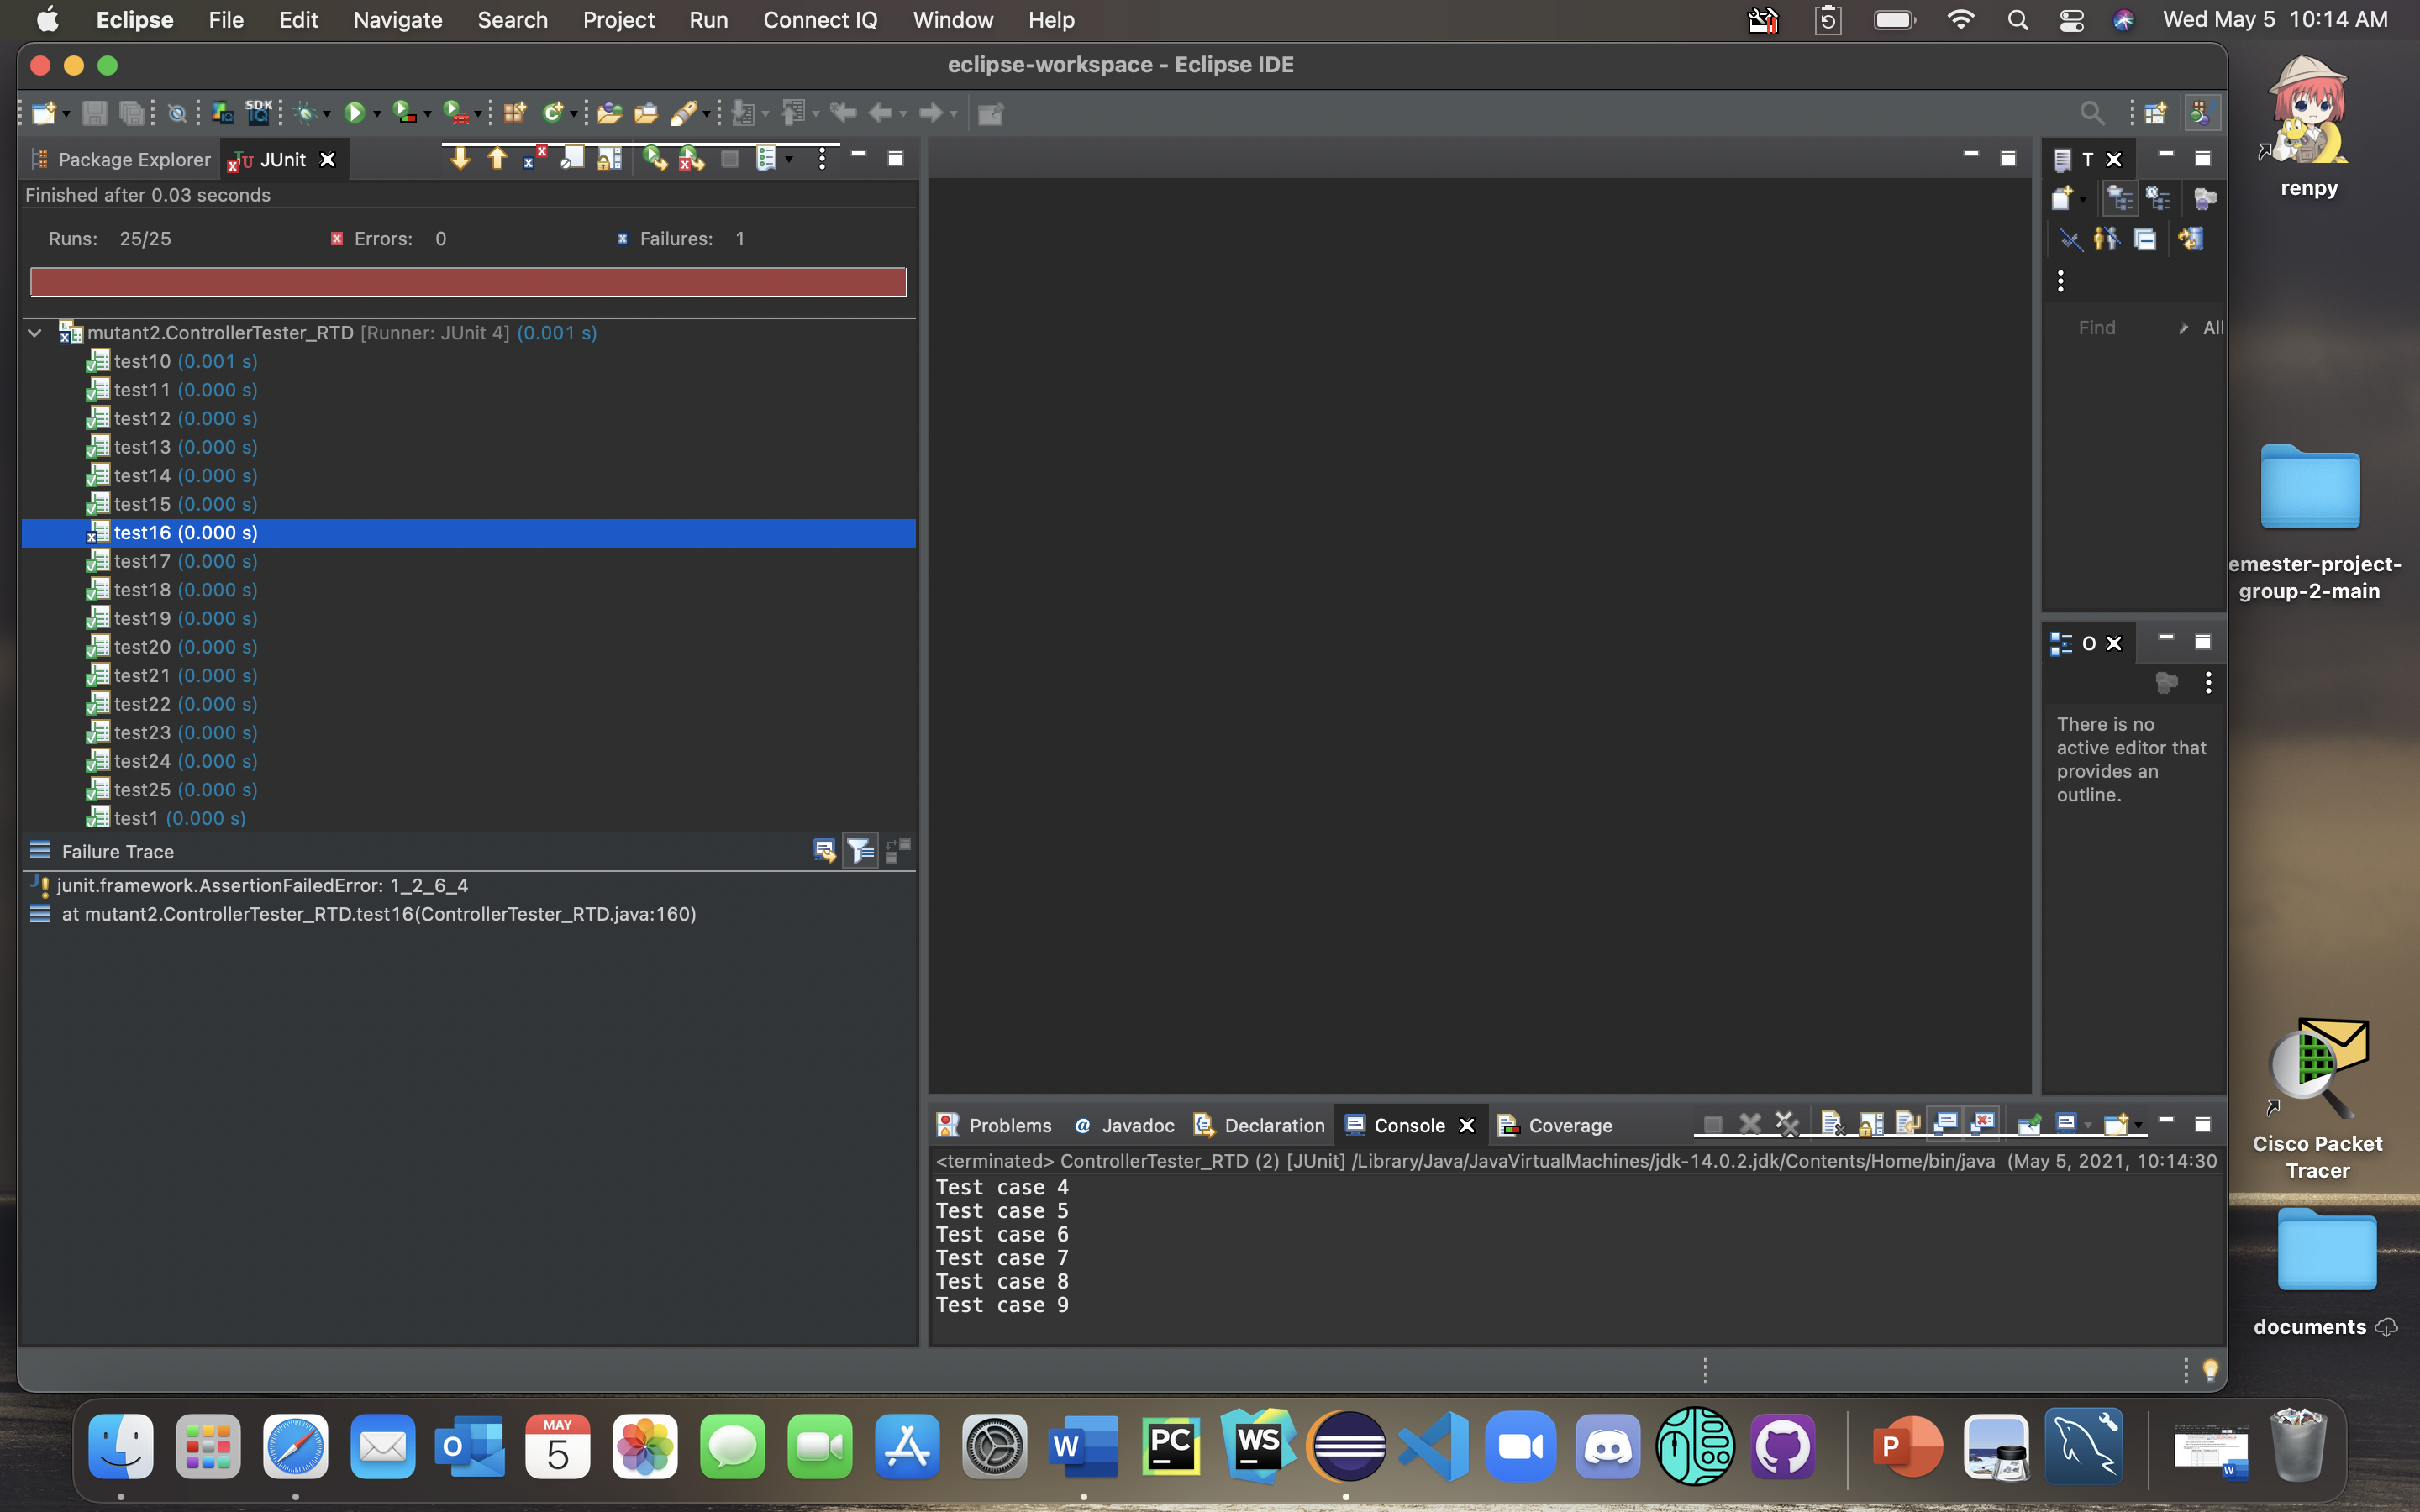 Eclipse File Edit Navigate Search Project Run Connect IQ Window Help Wed May 5 10:14 AM
eclipse-workspace - Eclipse IDE
SDK
IQ
Package Explorer JUnit
Finished after 0.03 seconds
Runs: 25/25 Errors: 0 Failures: 1
mutant2.ControllerTester_RTD [Runner: JUnit 4] (0.001 s)
test10 (0.001 s)
test11 (0.000 s)
test12 (0.000 s)
test13 (0.000 s)
test14 (0.000 s)
test15 (0.000 s)
test16 (0.000 s)
test17 (0.000 s)
test18 (0.000 s)
test19 (0.000 s)
test20 (0.000 s)
test21 (0.000 s)
test22 (0.000 s)
test23 (0.000 s)
test24 (0.000 s)
test25 (0.000 s)
test1 (0.000 s)
Failure Trace
junit.framework.AssertionFailedError: 1_2_6_4
at mutant2.ControllerTester_RTD.test16(ControllerTester_RTD.java:160)
T
Find All
O
There is no
active editor that
provides an
outline.
Problems @ Javadoc Declaration Console Coverage
<terminated> ControllerTester_RTD (2) [JUnit] /Library/Java/JavaVirtualMachines/jdk-14.0.2.jdk/Contents/Home/bin/java (May 5, 2021, 10:14:30
Test case 4
Test case 5
Test case 6
Test case 7
Test case 8
Test case 9
renpy
emester-project-
group-2-main
Cisco Packet
Tracer
documents
MAY
5
O
W
PC
WS
P
W